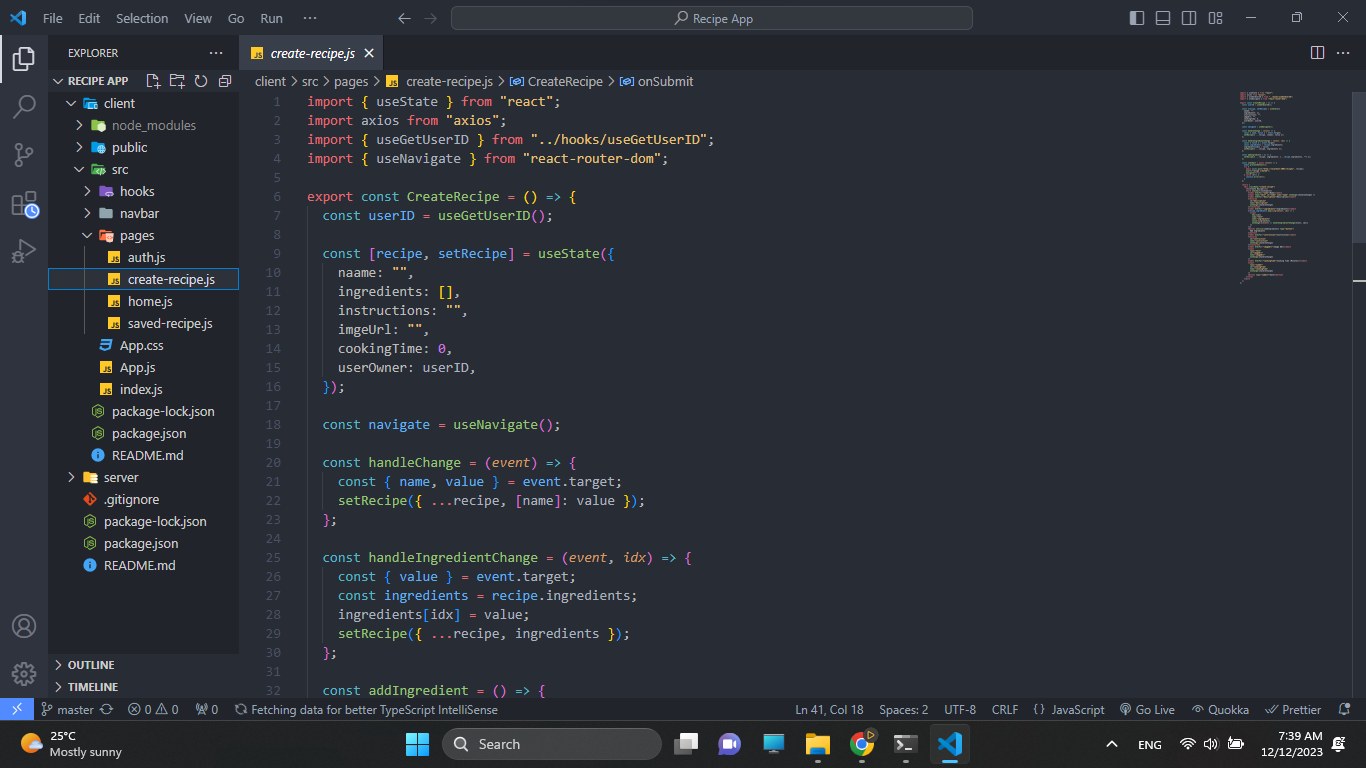 File Edit Selection View Go Run ··· Recipe App
EXPLORER ···
create-recipe.js
RECIPE APP
client
node_modules
public
src
hooks
navbar
pages
auth.js
create-recipe.js
home.js
saved-recipe.js
App.css
App.js
index.js
package-lock.json
package.json
README.md
server
.gitignore
package-lock.json
package.json
README.md
OUTLINE
TIMELINE
client > src > pages > create-recipe.js > CreateRecipe > onSubmit
1 import { useState } from "react";
2 import axios from "axios";
3 import { useGetUserID } from "../hooks/useGetUserID";
4 import { useNavigate } from "react-router-dom";
5
6 export const CreateRecipe = () => {
7 const userID = useGetUserID();
8
9 const [recipe, setRecipe] = useState({
10 naame: "",
11 ingredients: [],
12 instructions: "",
13 imgeUrl: "",
14 cookingTime: 0,
15 userOwner: userID,
16 });
17
18 const navigate = useNavigate();
19
20 const handleChange = (event) => {
21 const { name, value } = event.target;
22 setRecipe({ ...recipe, [name]: value });
23 };
24
25 const handleIngredientChange = (event, idx) => {
26 const { value } = event.target;
27 const ingredients = recipe.ingredients;
28 ingredients[idx] = value;
29 setRecipe({ ...recipe, ingredients });
30 };
31
32 const addIngredient = () => {
master 0 0 0 Fetching data for better TypeScript IntelliSense Ln 41, Col 18 Spaces: 2 UTF-8 CRLF {} JavaScript Go Live Quokka Prettier
25°C
Mostly sunny
Search
ENG
7:39 AM
12/12/2023